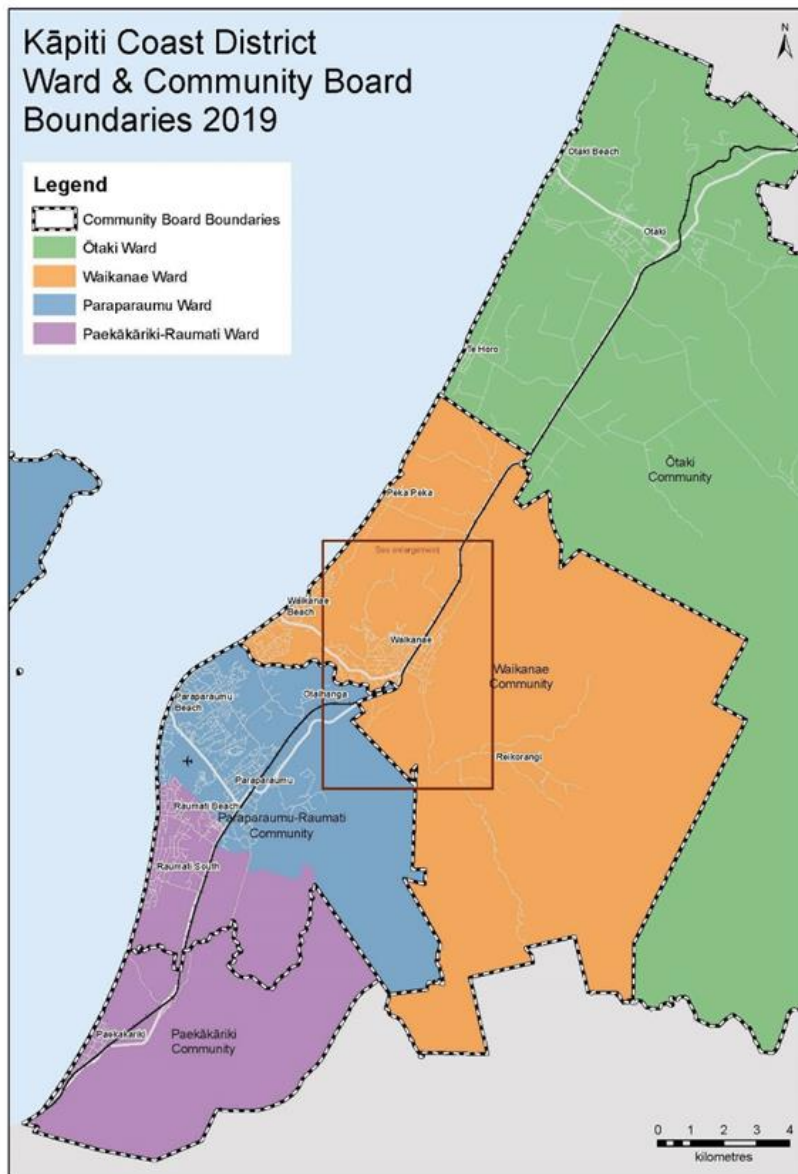 Kāpiti Coast District
Ward & Community Board
Boundaries 2019
N
Legend
Community Board Boundaries
Ōtaki Ward
Waikanae Ward
Paraparaumu Ward
Paekākāriki-Raumati Ward
Otaki Beach
Otaki
Te Horo
Ōtaki
Community
Peka Peka
See enlargement
Waikanae
Beach
Waikanae
Waikanae
Community
Otaihanga
Paraparaumu
Beach
Reikorangi
Paraparaumu
Raumati Beach
Paraparaumu-Raumati
Community
Raumati South
Paekakariki
Paekākāriki
Community
0 1 2 3 4
kilometres